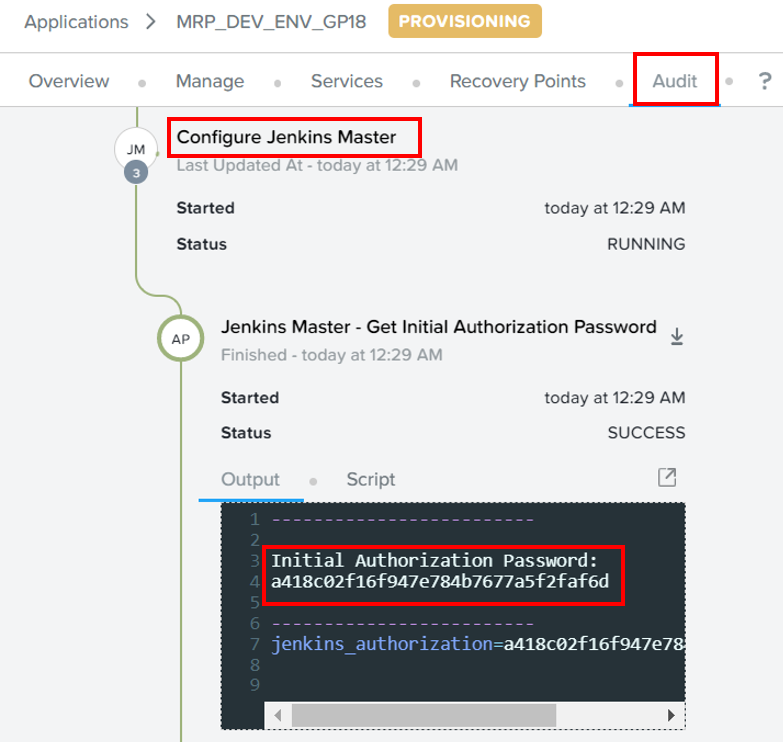 Applications > MRP_DEV_ENV_GP18 PROVISIONING
Overview Manage Services Recovery Points Audit ?
JM
3
Configure Jenkins Master
Last Updated At - today at 12:29 AM
Started today at 12:29 AM
Status RUNNING
AP
Jenkins Master - Get Initial Authorization Password
Finished - today at 12:29 AM
Started today at 12:29 AM
Status SUCCESS
Output Script
1 -------------------------
2
3 Initial Authorization Password:
4 a418c02f16f947e784b7677a5f2faf6d
5
6 -------------------------
7 jenkins_authorization=a418c02f16f947e78
8
9